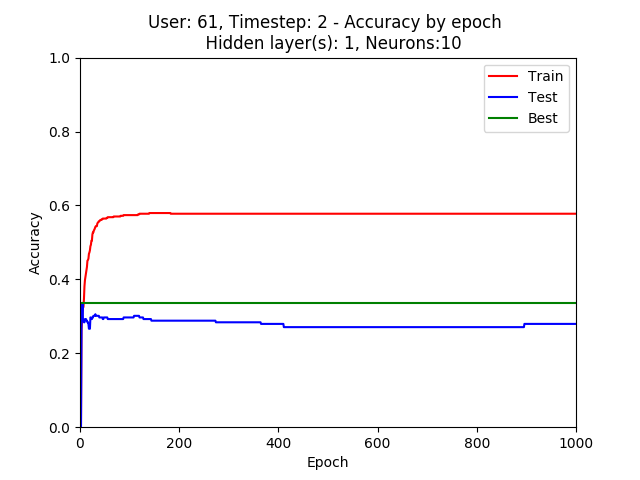 User: 61, Timestep: 2 - Accuracy by epoch
Hidden layer(s): 1, Neurons:10
Train
Test
Best
1.0
0.8
0.6
0.4
0.2
0.0
Accuracy
0 200 400 600 800 1000
Epoch